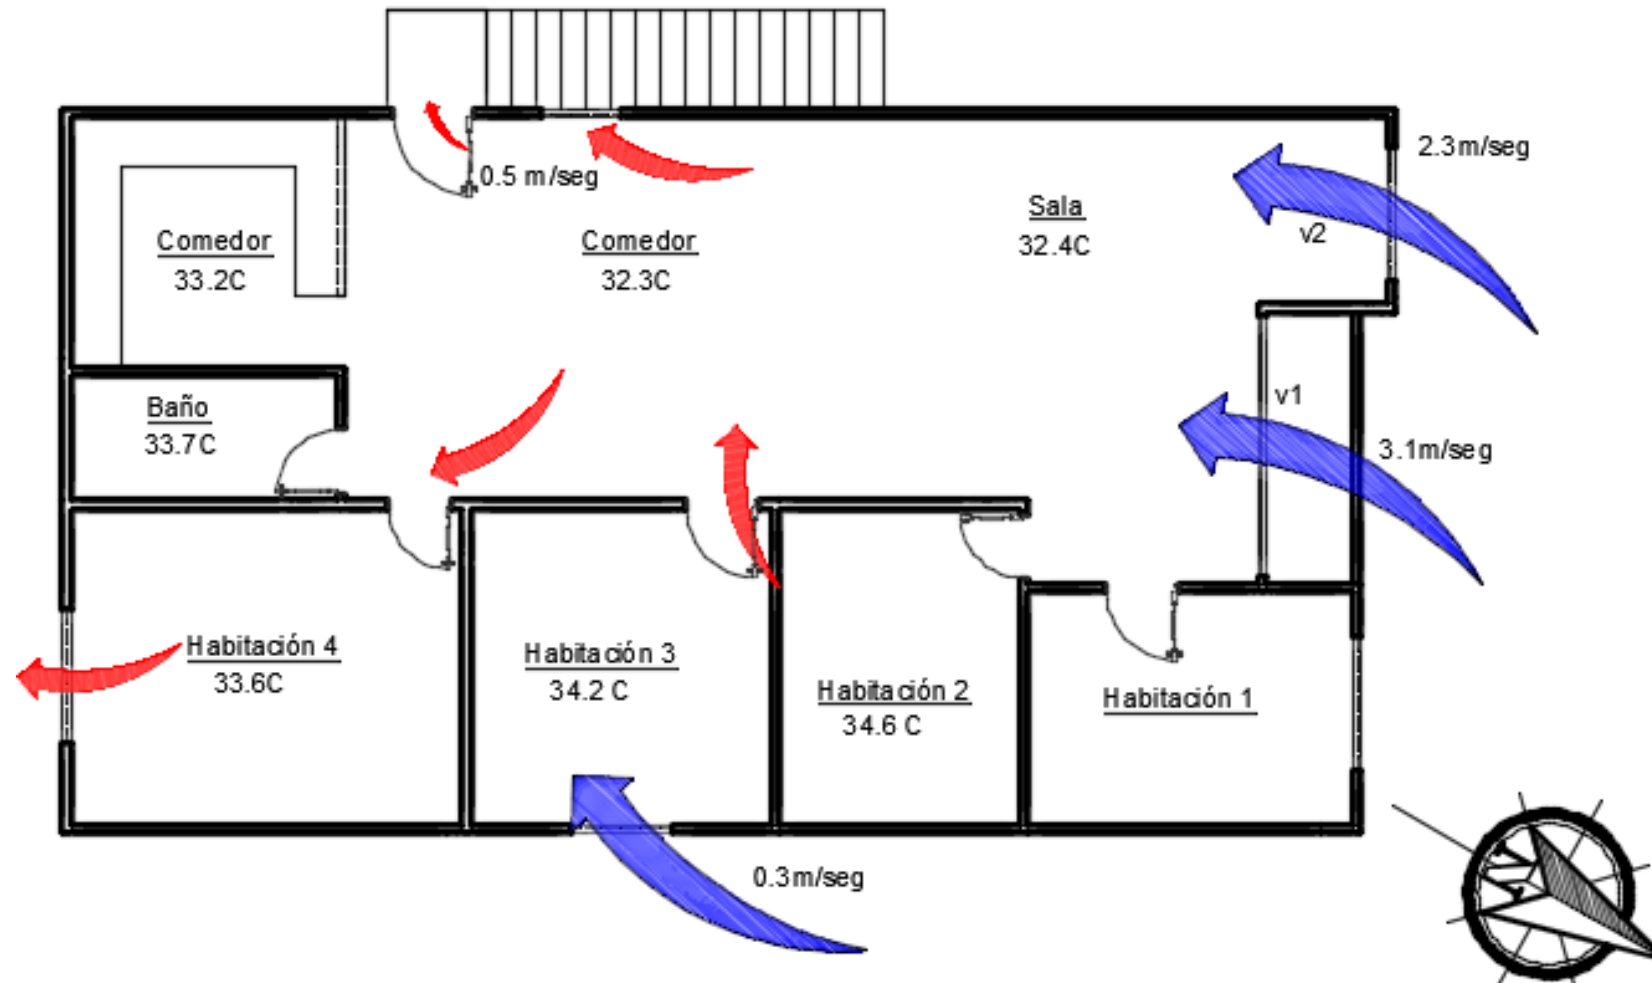 2.3m/seg
0.5 m/seg
Sala
32.4C
v2
Comedor
33.2C
Comedor
32.3C
v1
Baño
33.7C
3.1m/seg
Habitación 4
33.6C
Habitación 3
34.2 C
Habitación 2
34.6 C
Habitación 1
0.3m/seg
N